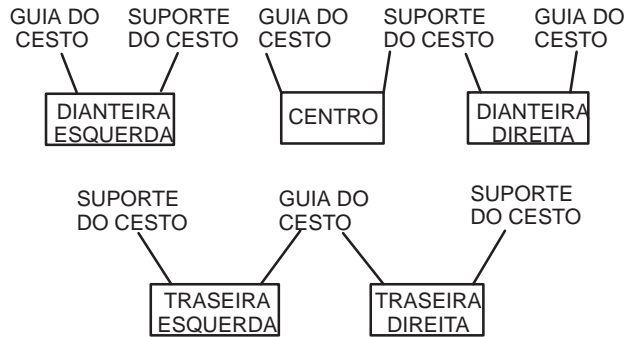 GUIA DO
CESTO
SUPORTE
DO CESTO
GUIA DO
CESTO
SUPORTE
DO CESTO
GUIA DO
CESTO
DIANTEIRA
ESQUERDA
CENTRO
DIANTEIRA
DIREITA
SUPORTE
DO CESTO
GUIA DO
CESTO
SUPORTE
DO CESTO
TRASEIRA
ESQUERDA
TRASEIRA
DIREITA